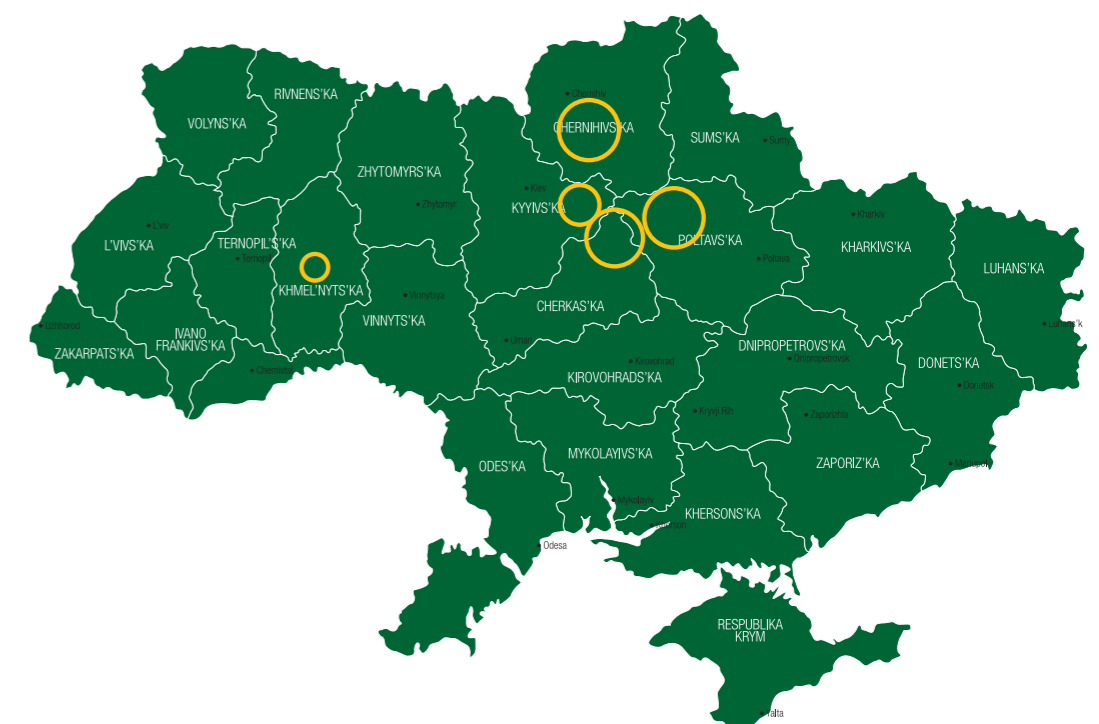 RIVNENS'KA
Chernihiv
VOLYNS'KA
CHERNIHIVS'KA
SUMS'KA
Sumy
ZHYTOMYRS'KA
Kiev
Zhytomyr
KYYIVS'KA
Kharkiv
L'viv
L'VIVS'KA
TERNOPIL'S'KA
POLTAVS'KA
KHARKIVS'KA
Ternopil
Poltava
LUHANS'KA
KHMEL'NYTS'KA
Vinnytsya
CHERKAS'KA
VINNYTS'KA
Uzhhorod
Luhans'k
IVANO
FRANKIVS'KA
Uman
DNIPROPETROVS'KA
ZAKARPATS'KA
Dnipropetrovsk
Kirovohrad
DONETS'KA
Chernivtsi
KIROVOHRADS'KA
Donetsk
Kryvji Rih
Zaporizhia
MYKOLAYIVS'KA
ODES'KA
ZAPORIZ'KA
Mariupol
Mykolayiv
KHERSONS'KA
Kherson
Odesa
RESPUBLIKA
KRYM
Yalta